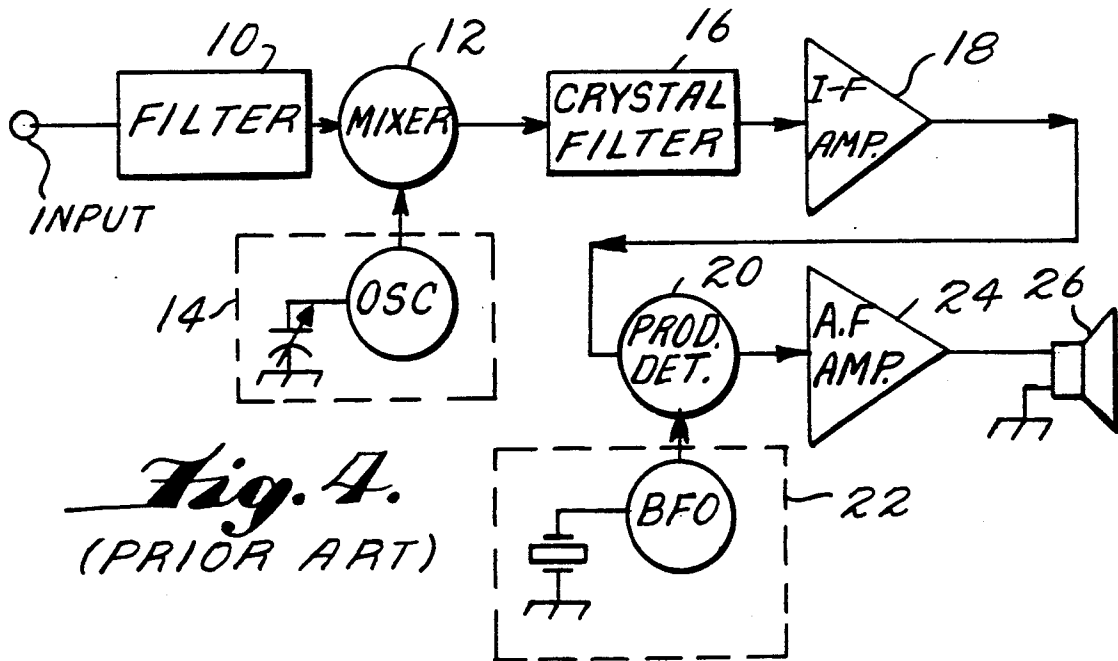 10
12
16
18
FILTER
MIXER
CRYSTAL
FILTER
I-F
AMP.
INPUT
14
OSC
20
24
26
PROD.
DET.
A.F
AMP.
22
BFO
Fig. 4.
(PRIOR ART)